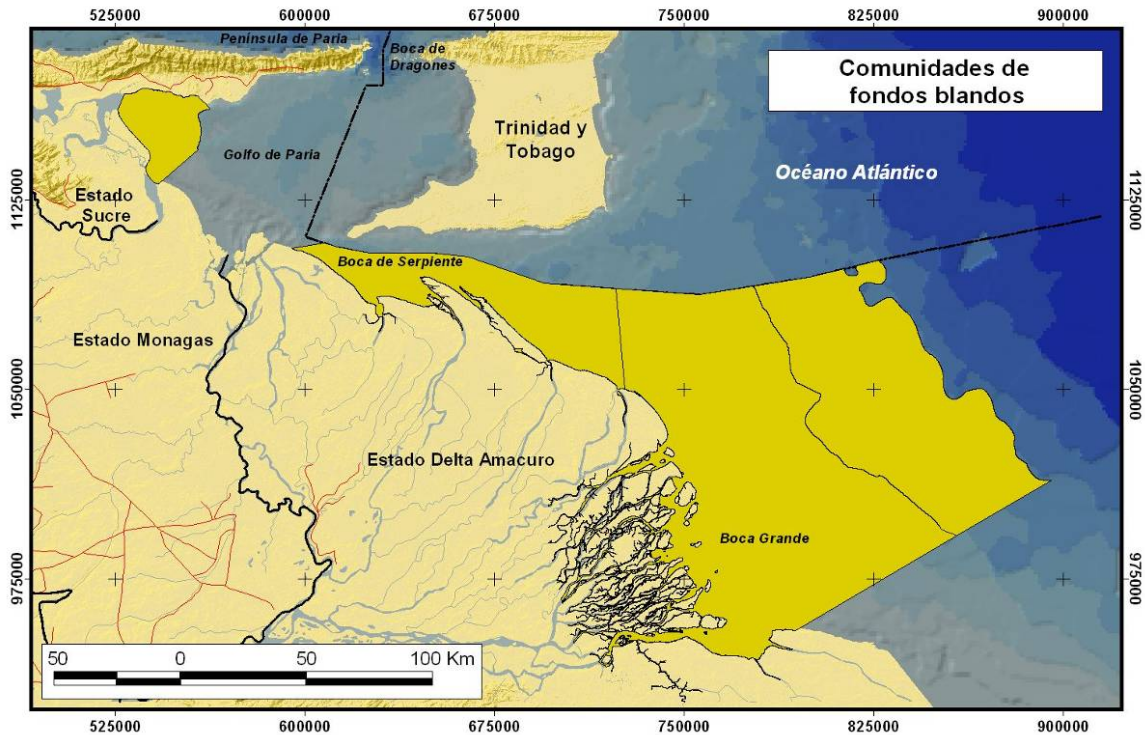 525000 600000 675000 750000 825000 900000
Península de Paria
Boca de
Dragones
Comunidades de
fondos blandos
Trinidad y
Tobago
Golfo de Paria
Océano Atlántico
Estado
Sucre
1125000 1125000
Boca de Serpiente
Estado Monagas
1050000 1050000
Estado Delta Amacuro
Boca Grande
975000 975000
50 0 50 100 Km
525000 600000 675000 750000 825000 900000